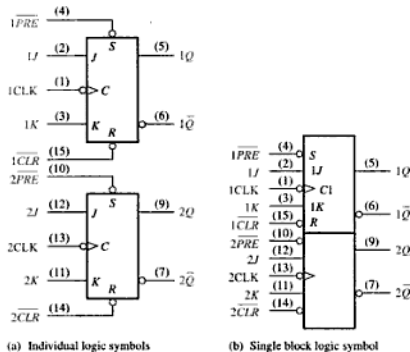 (4)
1PRE
S
(2) (5)
1J J 1Q
(1)
1CLK C
(3) (6)
1K K 1Q̅
R
(15)
1CLR
(10)
2PRE
S
(12) (9)
2J J 2Q
(13)
2CLK C
(11) (7)
2K K 2Q̅
R
(14)
2CLR
(a) Individual logic symbols
(4)
1PRE S
(2) (5)
1J 1J 1Q
(1)
1CLK C1
(3) (6)
1K 1K 1Q̅
(15)
1CLR R
(10)
2PRE (9)
(12) 2Q
2J
(13)
2CLK (7)
(11) 2Q̅
2K
(14)
2CLR
(b) Single block logic symbol